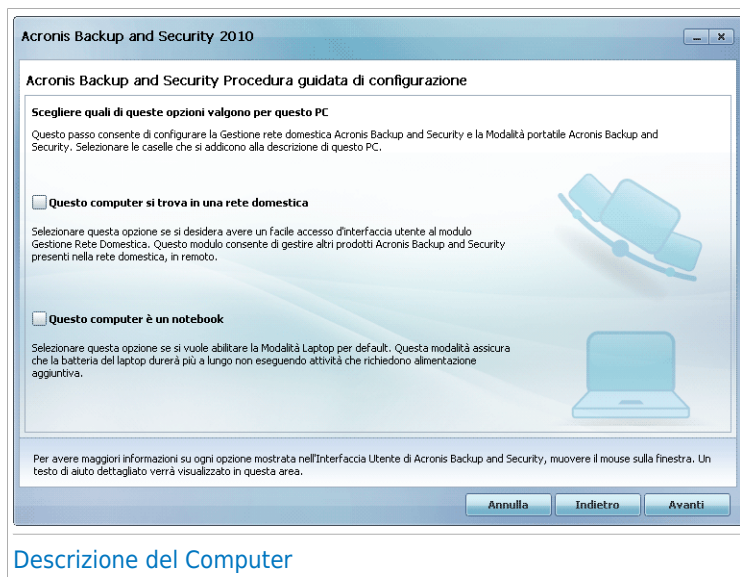 Acronis Backup and Security 2010
Acronis Backup and Security Procedura guidata di configurazione
Scegliere quali di queste opzioni valgono per questo PC
Questo passo consente di configurare la Gestione rete domestica Acronis Backup and Security e la Modalità portatile Acronis Backup and
Security. Selezionare le caselle che si addicono alla descrizione di questo PC.
Questo computer si trova in una rete domestica
Selezionare questa opzione se si desidera avere un facile accesso d'interfaccia utente al modulo
Gestione Rete Domestica. Questo modulo consente di gestire altri prodotti Acronis Backup and Security
presenti nella rete domestica, in remoto.
Questo computer è un notebook
Selezionare questa opzione se si vuole abilitare la Modalità Laptop per default. Questa modalità assicura
che la batteria del laptop durerà più a lungo non eseguendo attività che richiedono alimentazione
aggiuntiva.
Per avere maggiori informazioni su ogni opzione mostrata nell'Interfaccia Utente di Acronis Backup and Security, muovere il mouse sulla finestra. Un
testo di aiuto dettagliato verrà visualizzato in questa area.
Annulla Indietro Avanti
Descrizione del Computer